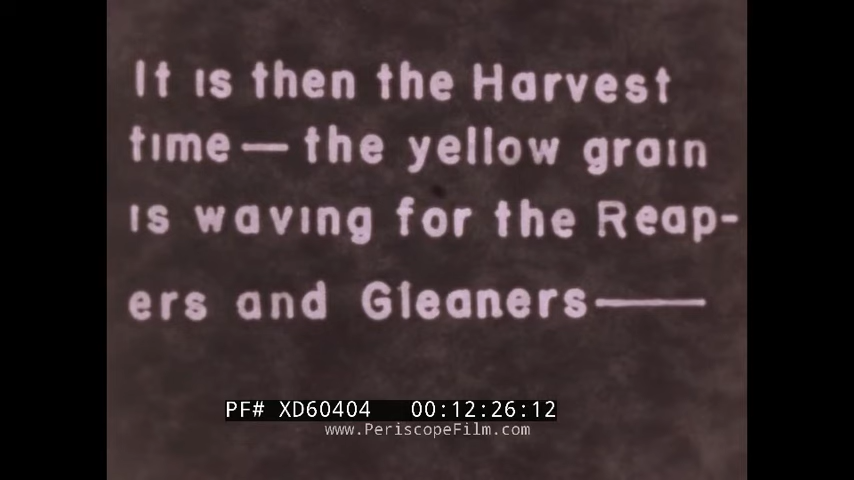 It is then the Harvest
time — the yellow grain
is waving for the Reap-
ers and Gleaners——
PF# XD60404 00:12:26:12
www.PeriscopeFilm.com